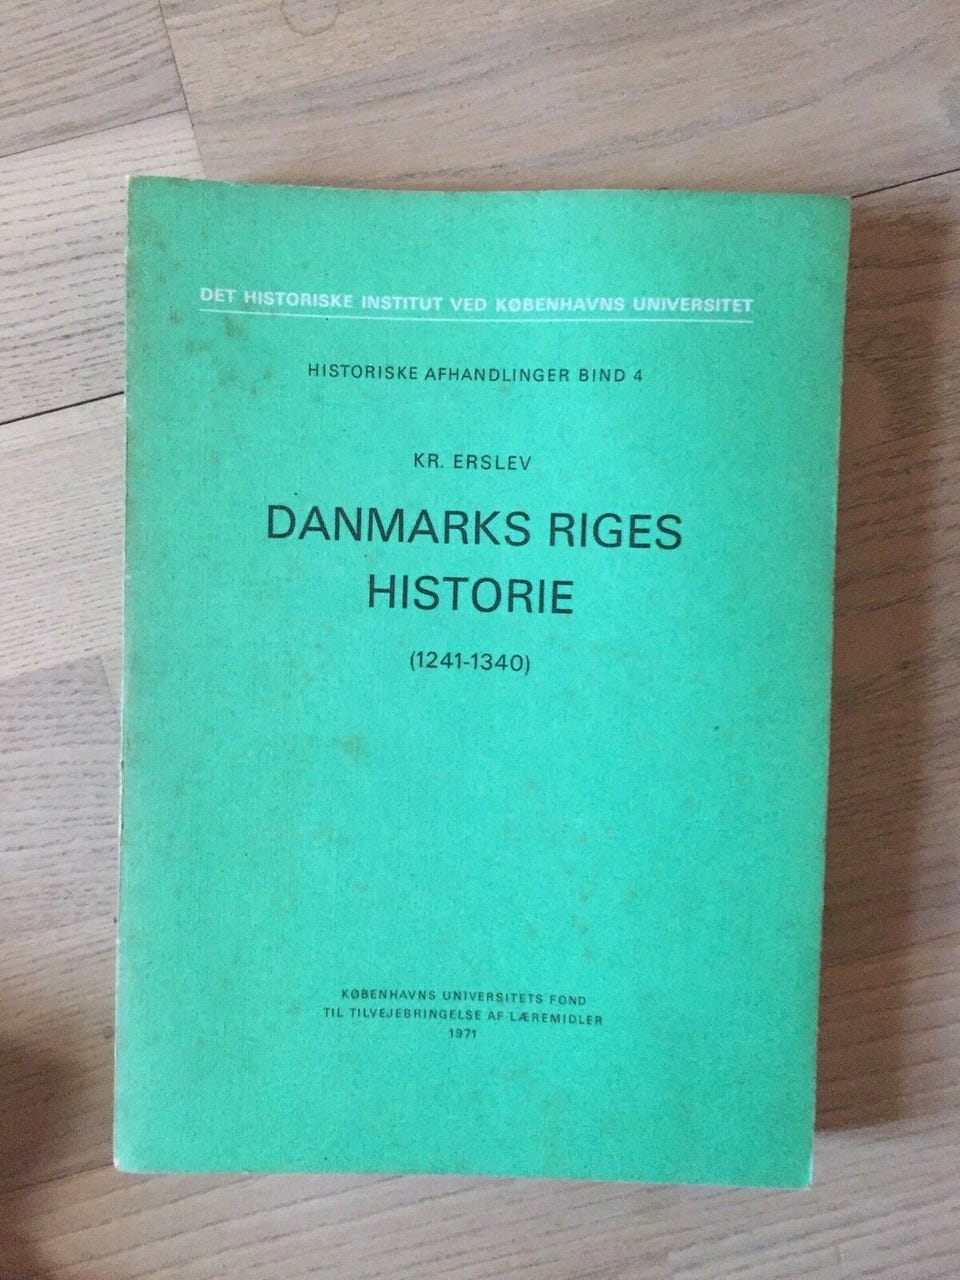 DET HISTORISKE INSTITUT VED KØBENHAVNS UNIVERSITET
HISTORISKE AFHANDLINGER BIND 4
KR. ERSLEV
DANMARKS RIGES
HISTORIE
(1241-1340)
KØBENHAVNS UNIVERSITETS FOND
TIL TILVEJEBRINGELSE AF LÆREMIDLER
1971